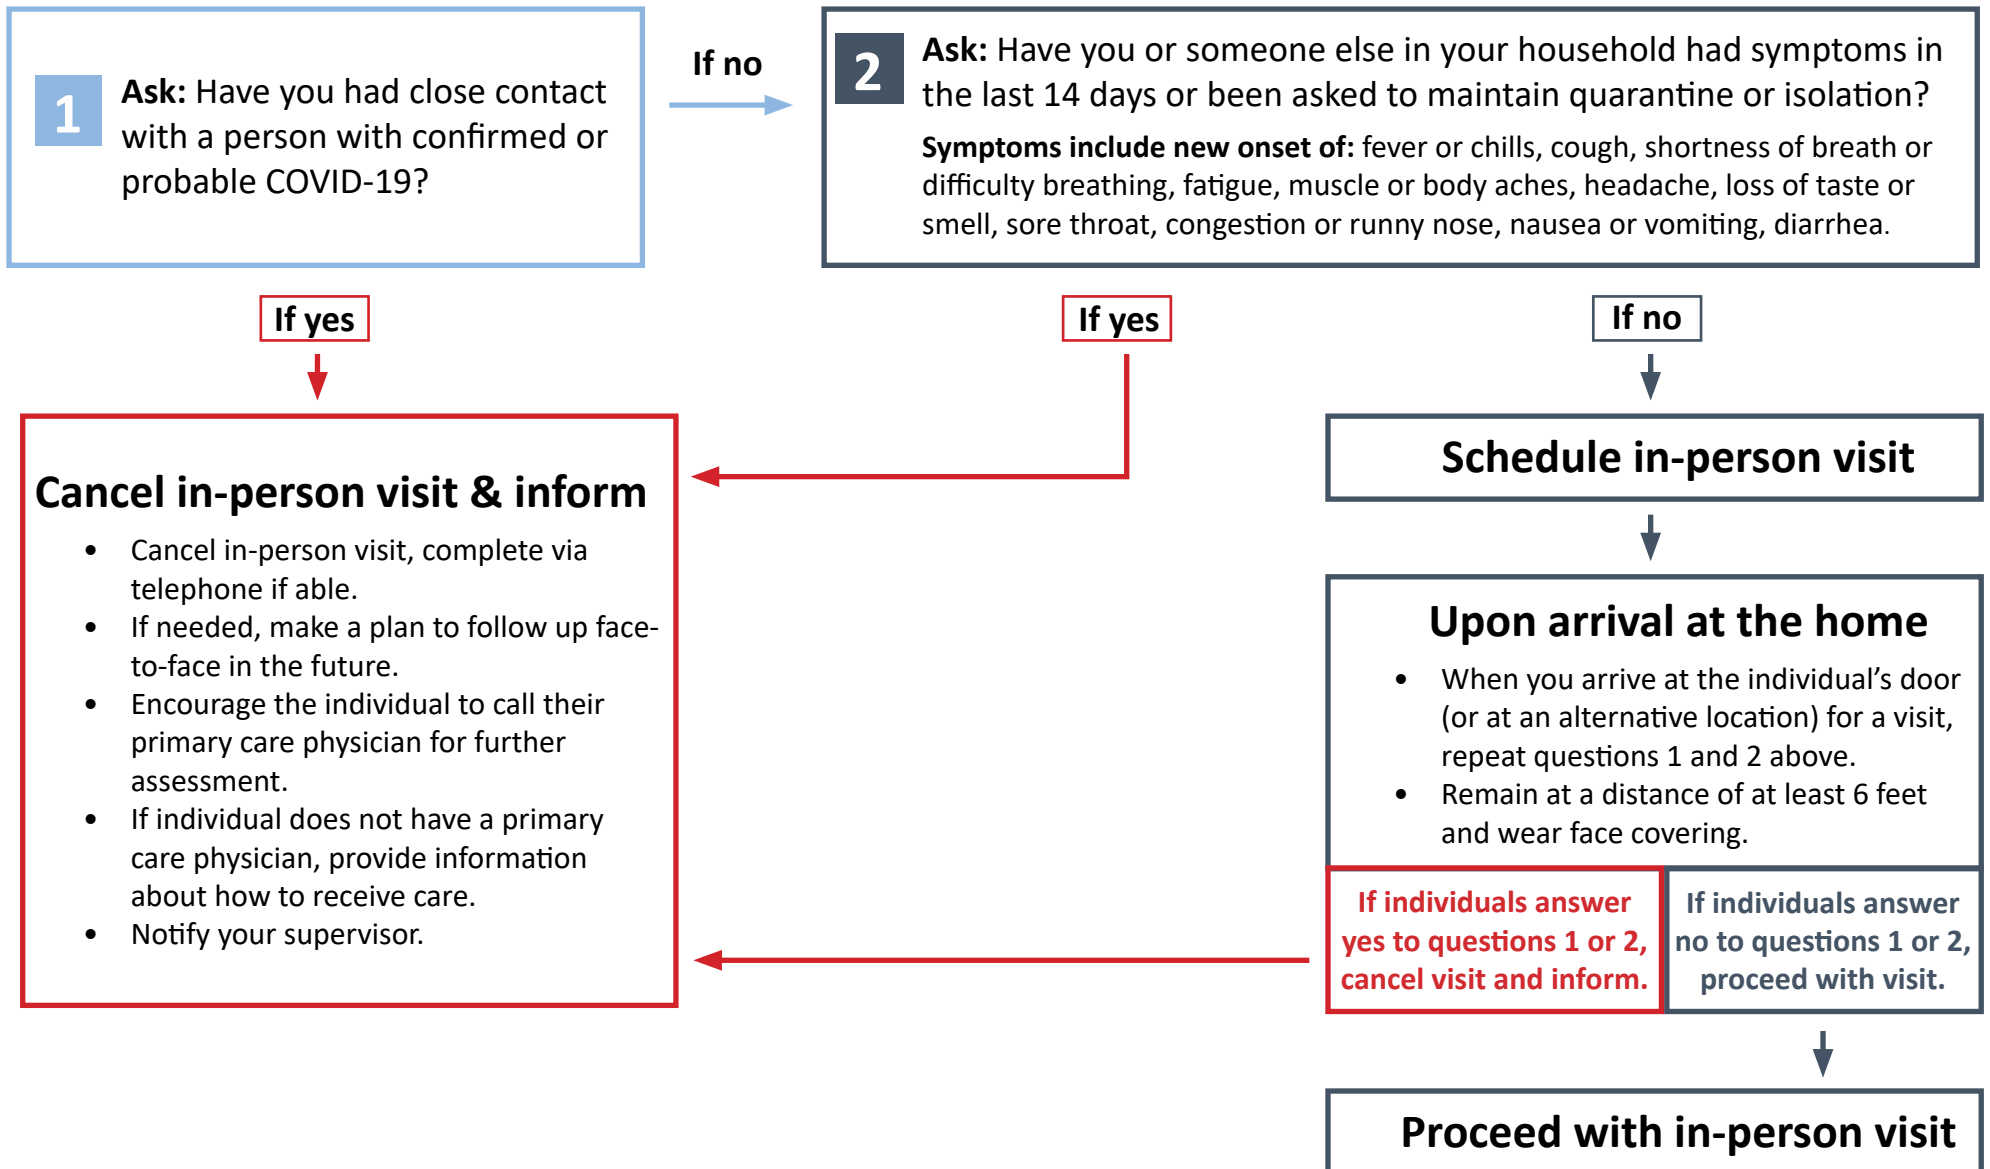 1
Ask: Have you had close contact
with a person with confirmed or
probable COVID-19?
If no
2
Ask: Have you or someone else in your household had symptoms in
the last 14 days or been asked to maintain quarantine or isolation?
Symptoms include new onset of: fever or chills, cough, shortness of breath or
difficulty breathing, fatigue, muscle or body aches, headache, loss of taste or
smell, sore throat, congestion or runny nose, nausea or vomiting, diarrhea.
If yes
If yes
If no
Cancel in-person visit & inform
• Cancel in-person visit, complete via
telephone if able.
• If needed, make a plan to follow up face-
to-face in the future.
• Encourage the individual to call their
primary care physician for further
assessment.
• If individual does not have a primary
care physician, provide information
about how to receive care.
• Notify your supervisor.
Schedule in-person visit
Upon arrival at the home
• When you arrive at the individual’s door
(or at an alternative location) for a visit,
repeat questions 1 and 2 above.
• Remain at a distance of at least 6 feet
and wear face covering.
If individuals answer
yes to questions 1 or 2,
cancel visit and inform.
If individuals answer
no to questions 1 or 2,
proceed with visit.
Proceed with in-person visit